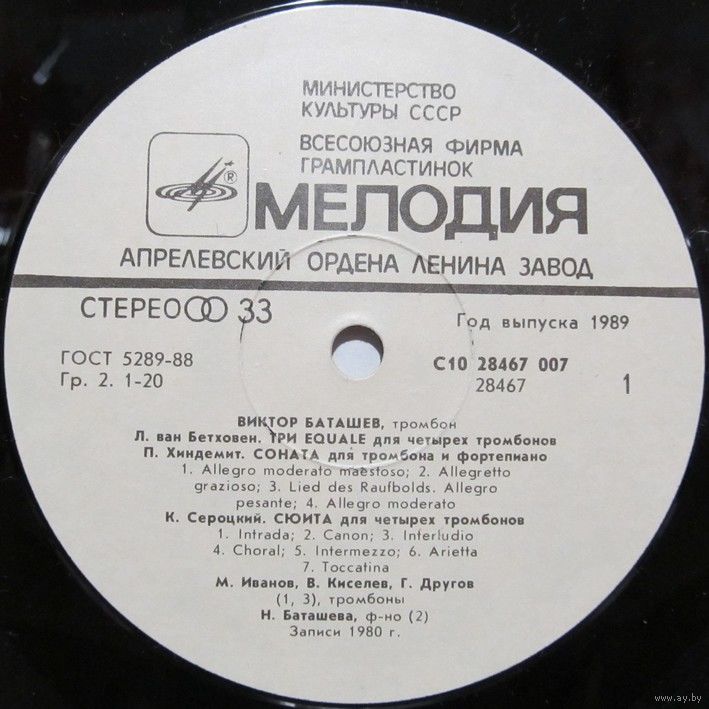 МИНИСТЕРСТВО
КУЛЬТУРЫ СССР
ВСЕСОЮЗНАЯ ФИРМА
ГРАМПЛАСТИНОК
®
МЕЛОДИЯ
АПРЕЛЕВСКИЙ ОРДЕНА ЛЕНИНА ЗАВОД
СТЕРЕО 33
Год выпуска 1989
ГОСТ 5289-88
С10 28467 007
Гр. 2. 1-20
28467
1
ВИКТОР БАТАШЕВ, тромбон
Л. ван Бетховен. ТРИ EQUALE для четырех тромбонов
П. Хиндемит. СОНАТА для тромбона и фортепиано
1. Allegro moderato maestoso; 2. Allegretto
grazioso; 3. Lied des Raufbolds. Allegro
pesante; 4. Allegro moderato
К. Сероцкий. СЮИТА для четырех тромбонов
1. Intrada; 2. Canon; 3. Interludio
4. Choral; 5. Intermezzo; 6. Arietta
7. Toccatina
М. Иванов, В. Киселев, Г. Другов
(1, 3), тромбоны
Н. Баташева, ф-но (2)
Записи 1980 г.
www.ay.by